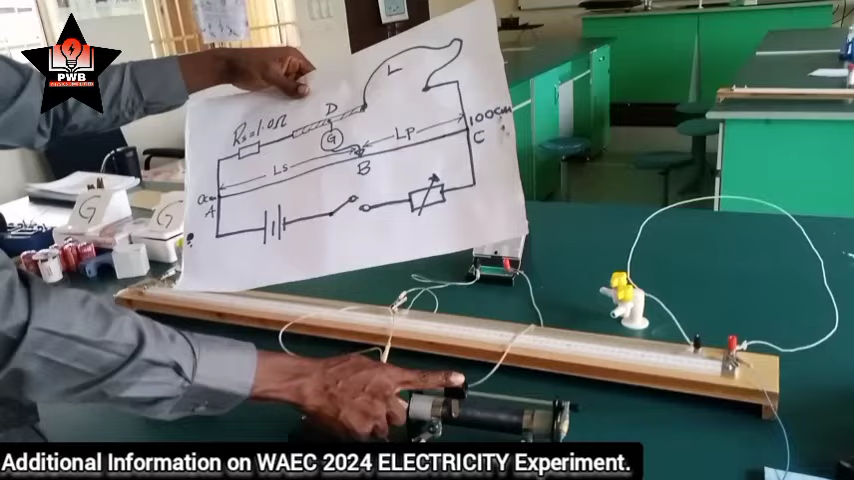 PWB
Rs=1.0Ω
D
L
G
100cm
C
Lp
B
Ls
A
G
G
Additional Information on WAEC 2024 ELECTRICITY Experiment.